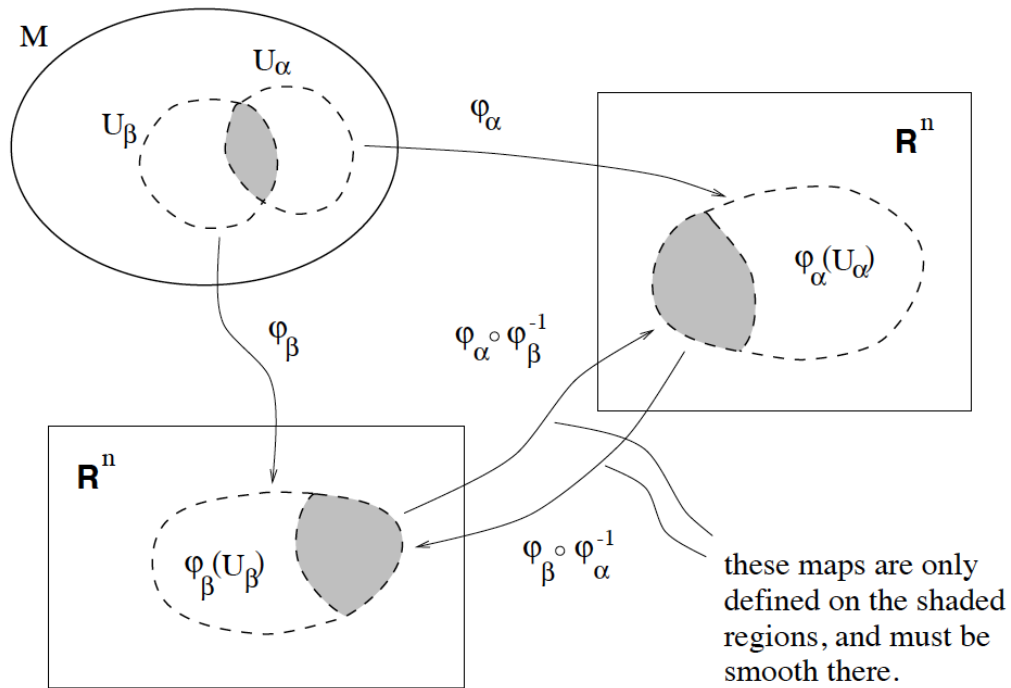 M
U_α
U_β
φ_α
R^n
φ_α(U_α)
φ_β
φ_α ∘ φ_β^{-1}
R^n
φ_β(U_β)
φ_β ∘ φ_α^{-1}
these maps are only
defined on the shaded
regions, and must be
smooth there.